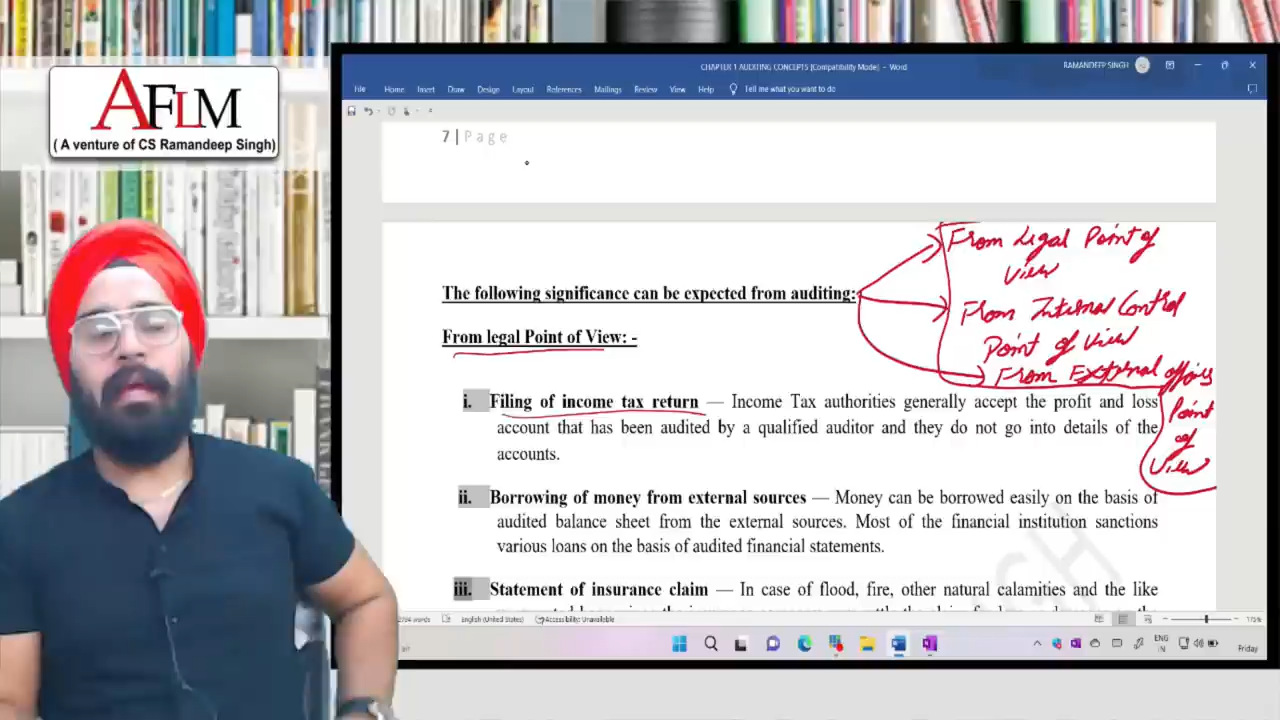 AFLM
( A venture of CS Ramandeep Singh)
CHAPTER 1 AUDITING CONCEPTS [Compatibility Mode] - Word
RAMANDEEP SINGH
File Home Insert Draw Design Layout References Mailings Review View Help Tell me what you want to do
7 | Page
From Legal Point of
View
The following significance can be expected from auditing:
From Internal Control
Point of View
From legal Point of View: -
From External affairs
Point
of
View
i. Filing of income tax return — Income Tax authorities generally accept the profit and loss
account that has been audited by a qualified auditor and they do not go into details of the
accounts.
ii. Borrowing of money from external sources — Money can be borrowed easily on the basis of
audited balance sheet from the external sources. Most of the financial institution sanctions
various loans on the basis of audited financial statements.
iii. Statement of insurance claim — In case of flood, fire, other natural calamities and the like
English (United States) Accessibility: Unavailable
175%
ENG
IN
Friday